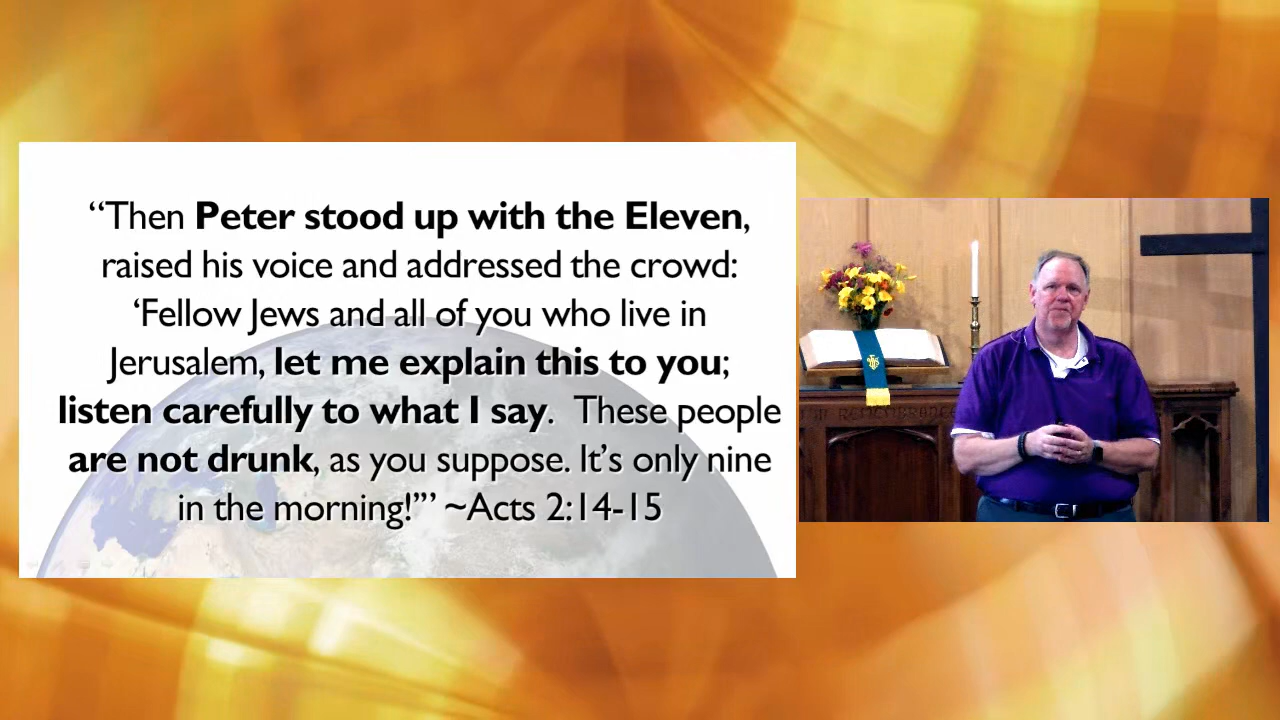 “Then Peter stood up with the Eleven,
raised his voice and addressed the crowd:
‘Fellow Jews and all of you who live in
Jerusalem, let me explain this to you;
listen carefully to what I say.  These people
are not drunk, as you suppose. It’s only nine
in the morning!’” ~Acts 2:14-15
IN REMEMBRANCE